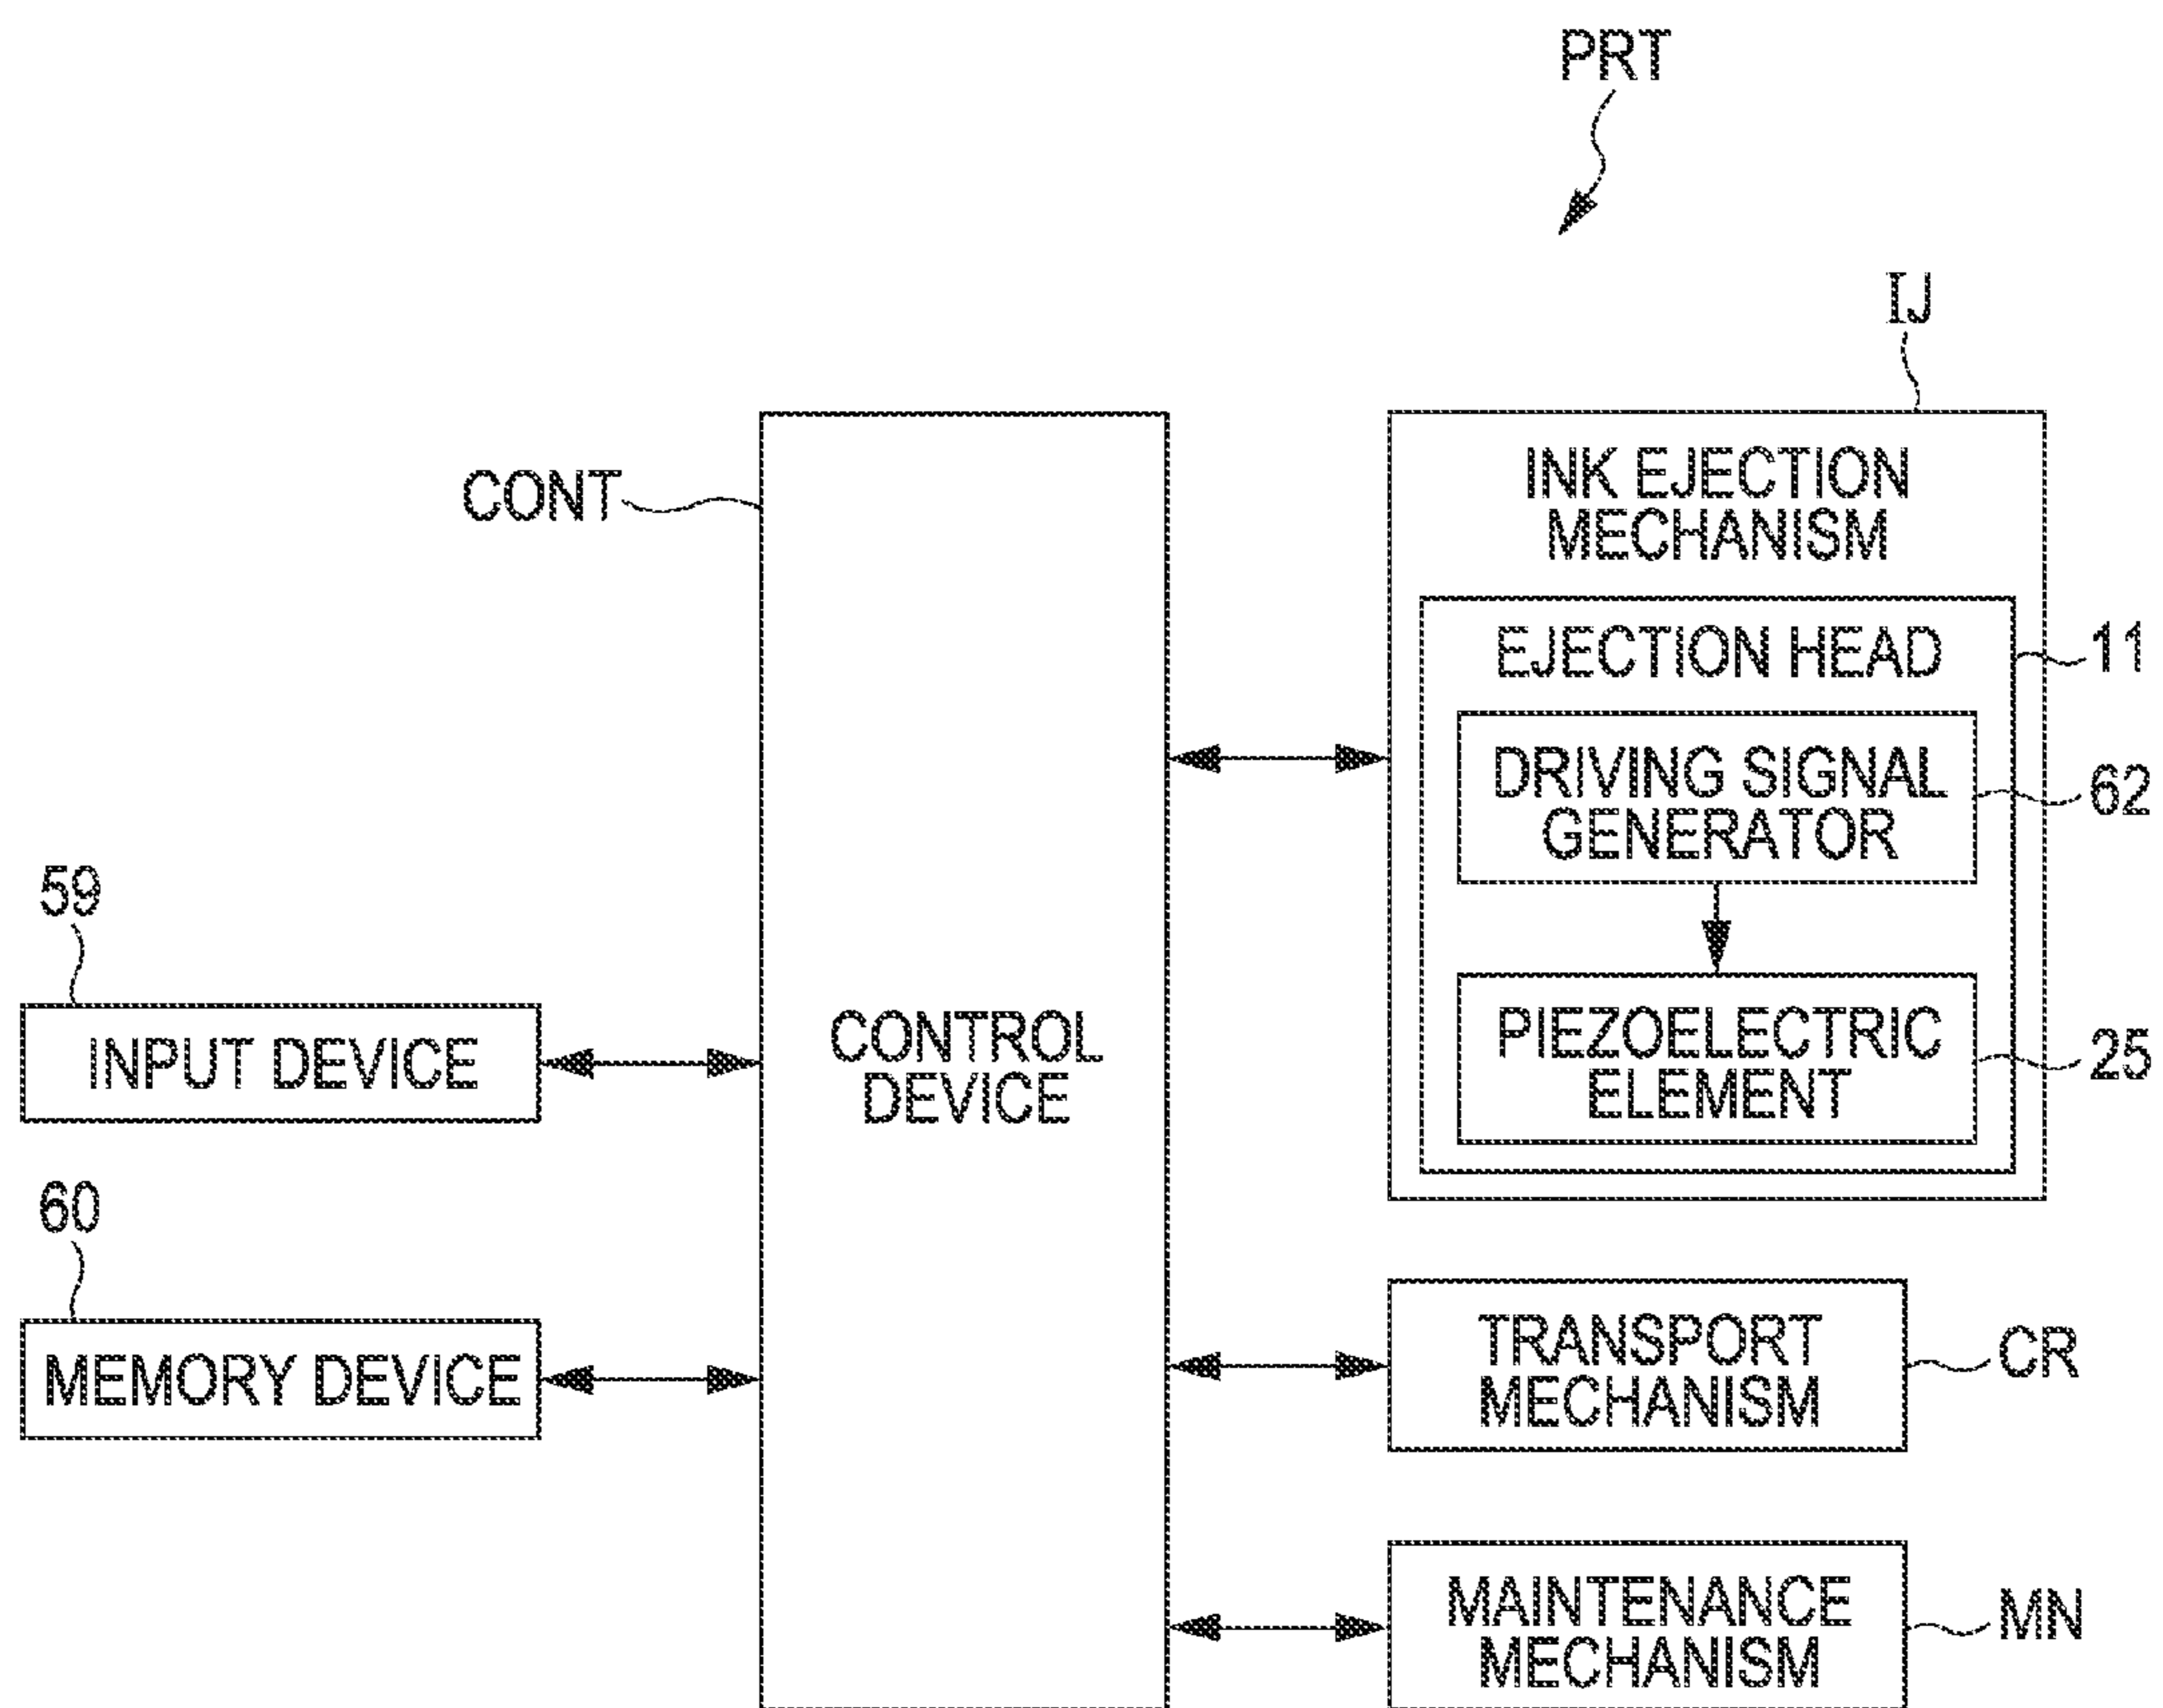 PRT
IJ
CONT
INK EJECTION
MECHANISM
EJECTION HEAD
11
DRIVING SIGNAL
GENERATOR
62
59
INPUT DEVICE
CONTROL
DEVICE
PIEZOELECTRIC
ELEMENT
25
60
MEMORY DEVICE
TRANSPORT
MECHANISM
CR
MAINTENANCE
MECHANISM
MN